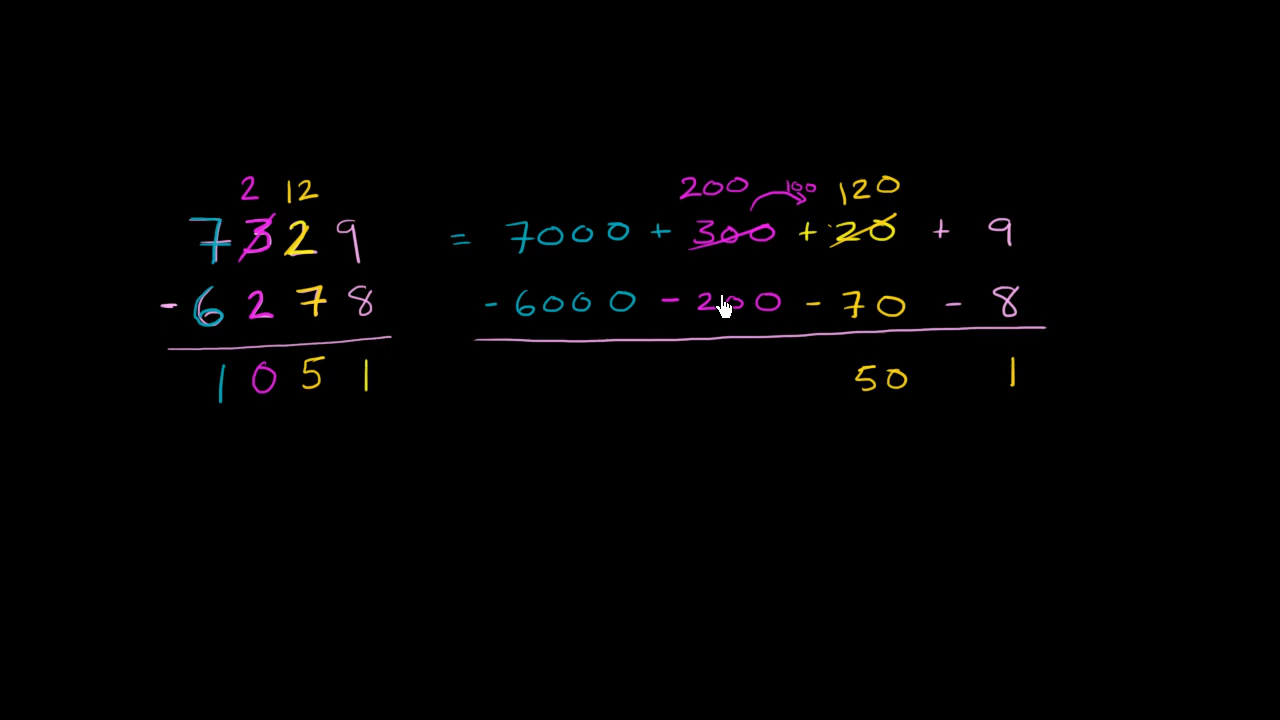 2 12 200 100 120
7329 = 7000 + 300 + 20 + 9
- 6278 - 6000 - 200 - 70 - 8
1051 50 1